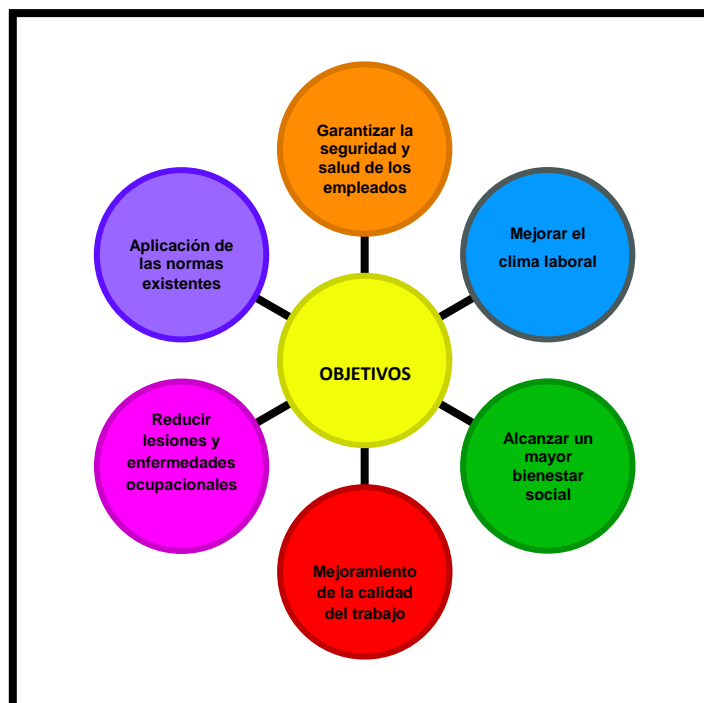 Garantizar la
seguridad y
salud de los
empleados
Mejorar el
clima laboral
Aplicación de
las normas
existentes
OBJETIVOS
Reducir
lesiones y
enfermedades
ocupacionales
Alcanzar un
mayor
bienestar
social
Mejoramiento
de la calidad
del trabajo